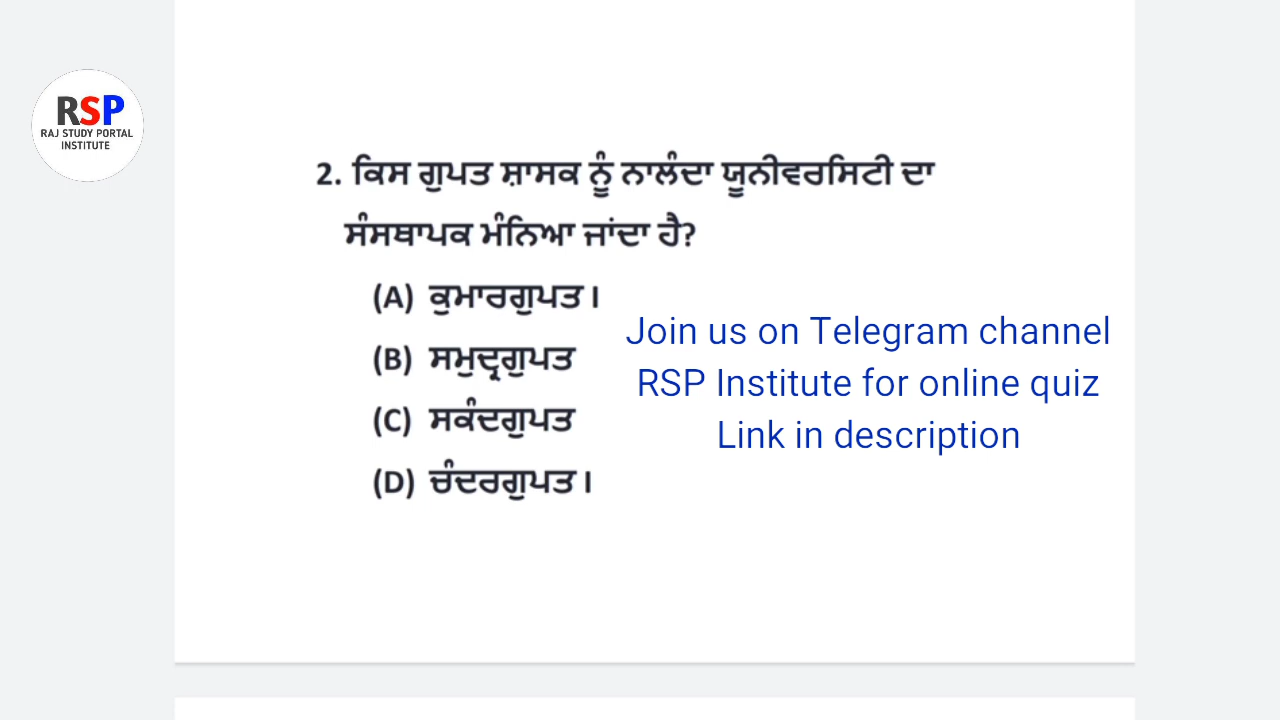 RSP
RAJ STUDY PORTAL
INSTITUTE
2. ਕਿਸ ਗੁਪਤ ਸ਼ਾਸਕ ਨੂੰ ਨਾਲੰਦਾ ਯੂਨੀਵਰਸਿਟੀ ਦਾ
ਸੰਸਥਾਪਕ ਮੰਨਿਆ ਜਾਂਦਾ ਹੈ?
(A) ਕੁਮਾਰਗੁਪਤ I
(B) ਸਮੁਦ੍ਰਗੁਪਤ
(C) ਸਕੰਦਗੁਪਤ
(D) ਚੰਦਰਗੁਪਤ I
Join us on Telegram channel
RSP Institute for online quiz
Link in description